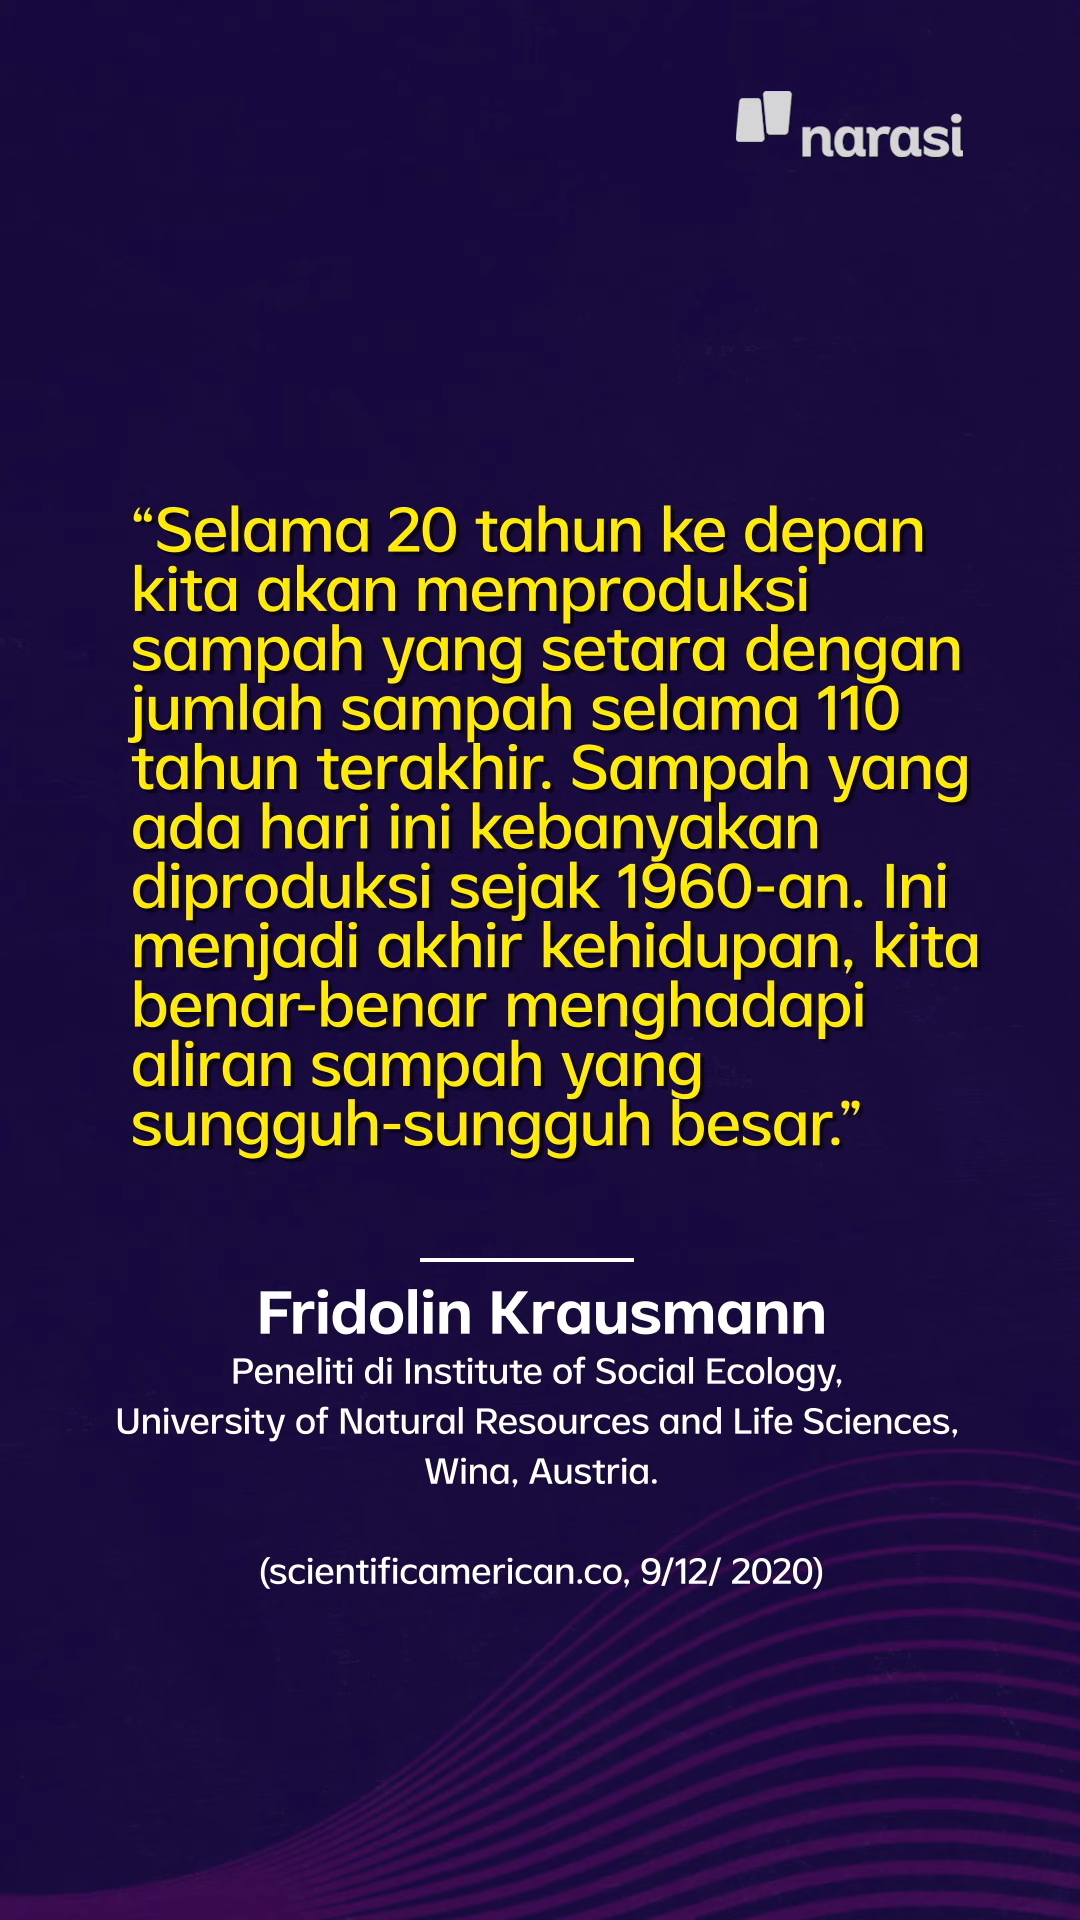 narasi
“Selama 20 tahun ke depan
kita akan memproduksi
sampah yang setara dengan
jumlah sampah selama 110
tahun terakhir. Sampah yang
ada hari ini kebanyakan
diproduksi sejak 1960-an. Ini
menjadi akhir kehidupan, kita
benar-benar menghadapi
aliran sampah yang
sungguh-sungguh besar.”
Fridolin Krausmann
Peneliti di Institute of Social Ecology,
University of Natural Resources and Life Sciences,
Wina, Austria.
(scientificamerican.co, 9/12/ 2020)